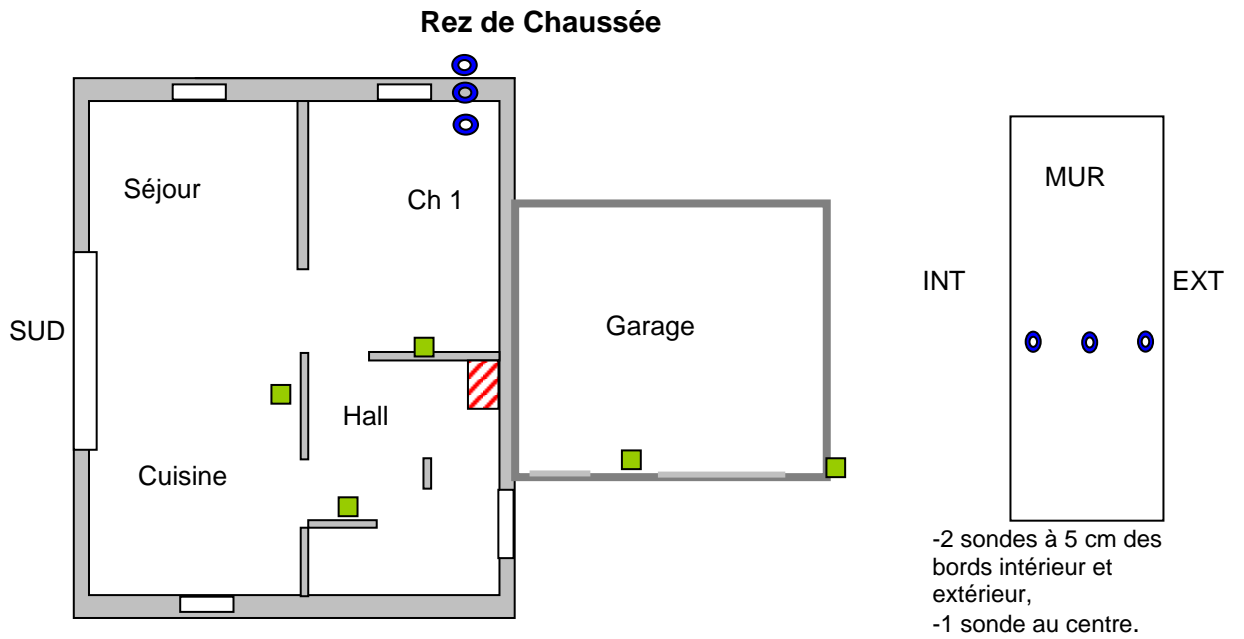 Rez de Chaussée
Séjour
Ch 1
MUR
INT
EXT
SUD
Garage
Hall
Cuisine
-2 sondes à 5 cm des
bords intérieur et
extérieur,
-1 sonde au centre.